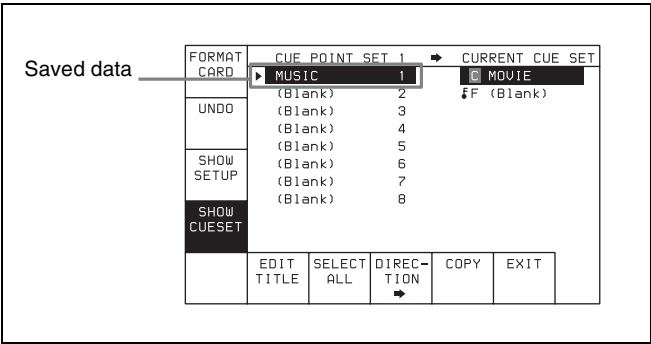 Saved data
FORMAT CARD
UNDO
SHOW SETUP
SHOW CUESET
CUE POINT SET 1 ➡ CURRENT CUE SET
▶ MUSIC 1 C MOVIE
(Blank) 2 F (Blank)
(Blank) 3
(Blank) 4
(Blank) 5
(Blank) 6
(Blank) 7
(Blank) 8
EDIT TITLE
SELECT ALL
DIREC-TION ➡
COPY
EXIT